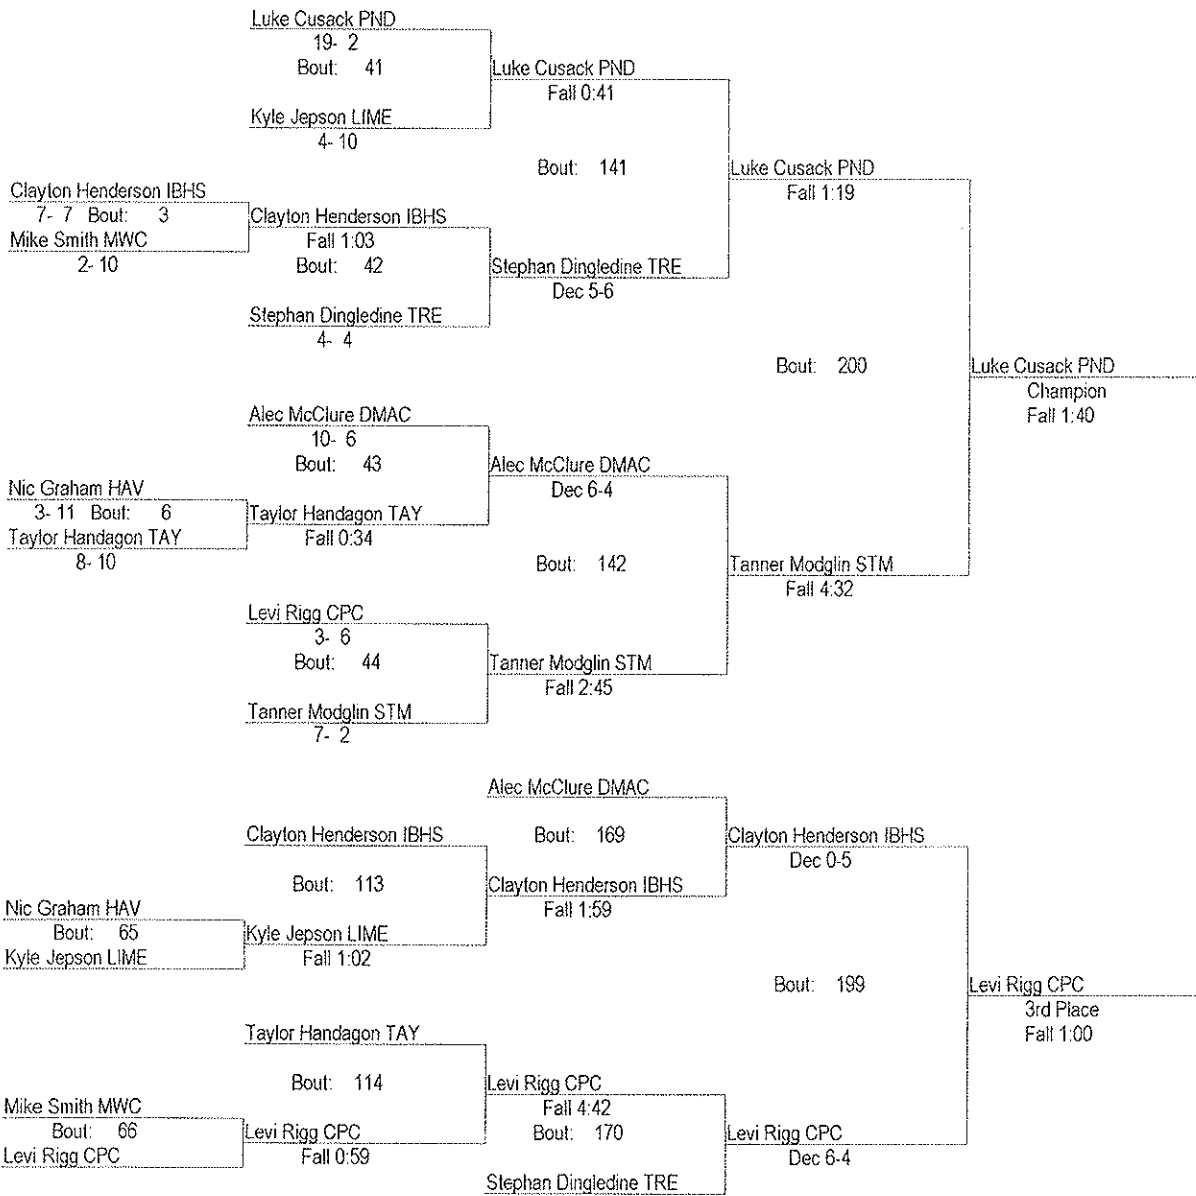 Luke Cusack PND
19- 2
Bout: 41
Luke Cusack PND
Fall 0:41
Kyle Jepson LIME
4- 10
Bout: 141
Luke Cusack PND
Fall 1:19
Clayton Henderson IBHS
7- 7 Bout: 3
Mike Smith MWC
2- 10
Clayton Henderson IBHS
Fall 1:03
Bout: 42
Stephan Dingledine TRE
Dec 5-6
Stephan Dingledine TRE
4- 4
Bout: 200
Luke Cusack PND
Champion
Fall 1:40
Alec McClure DMAC
10- 6
Bout: 43
Alec McClure DMAC
Dec 6-4
Nic Graham HAV
3- 11 Bout: 6
Taylor Handagon TAY
8- 10
Taylor Handagon TAY
Fall 0:34
Bout: 142
Tanner Modglin STM
Fall 4:32
Levi Rigg CPC
3- 6
Bout: 44
Tanner Modglin STM
Fall 2:45
Tanner Modglin STM
7- 2
Alec McClure DMAC
Bout: 169
Clayton Henderson IBHS
Dec 0-5
Clayton Henderson IBHS
Bout: 113
Clayton Henderson IBHS
Fall 1:59
Nic Graham HAV
Bout: 65
Kyle Jepson LIME
Kyle Jepson LIME
Fall 1:02
Bout: 199
Levi Rigg CPC
3rd Place
Fall 1:00
Taylor Handagon TAY
Bout: 114
Levi Rigg CPC
Fall 4:42
Bout: 170
Mike Smith MWC
Bout: 66
Levi Rigg CPC
Levi Rigg CPC
Fall 0:59
Levi Rigg CPC
Dec 6-4
Stephan Dingledine TRE